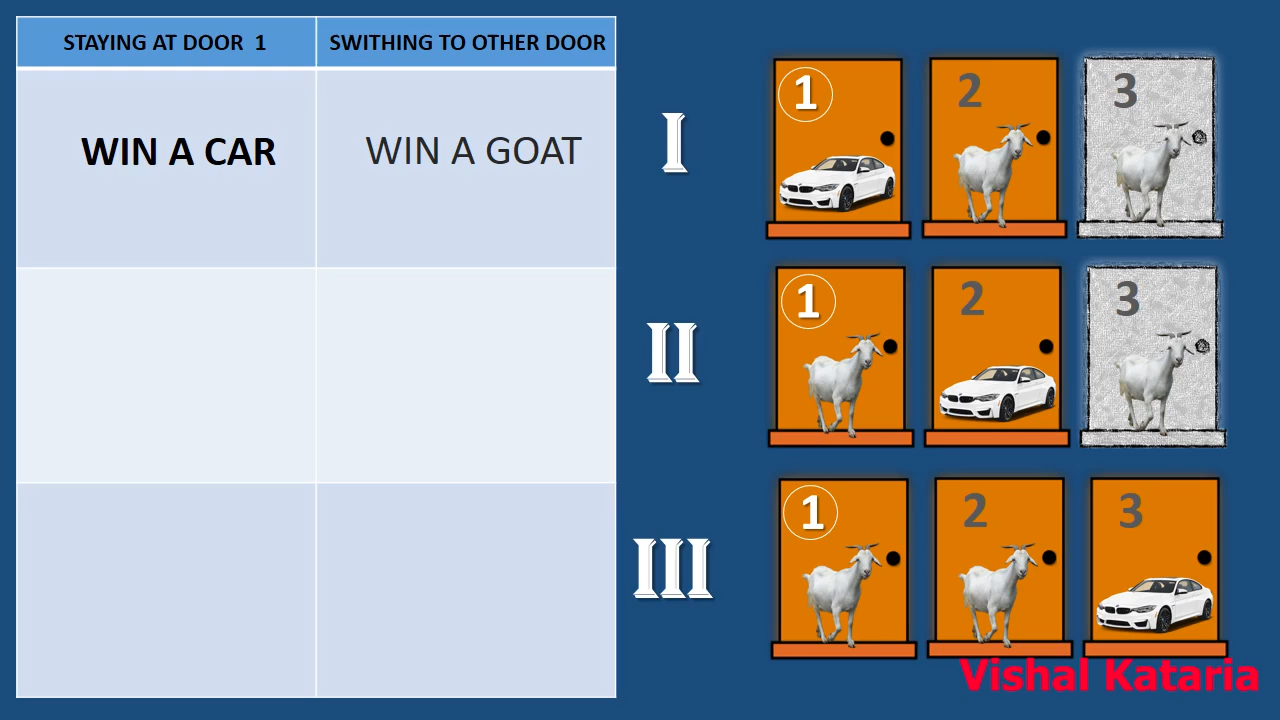 STAYING AT DOOR 1
SWITHING TO OTHER DOOR
WIN A CAR
WIN A GOAT
I
1
2
3
II
1
2
3
III
1
2
3
Vishal Kataria